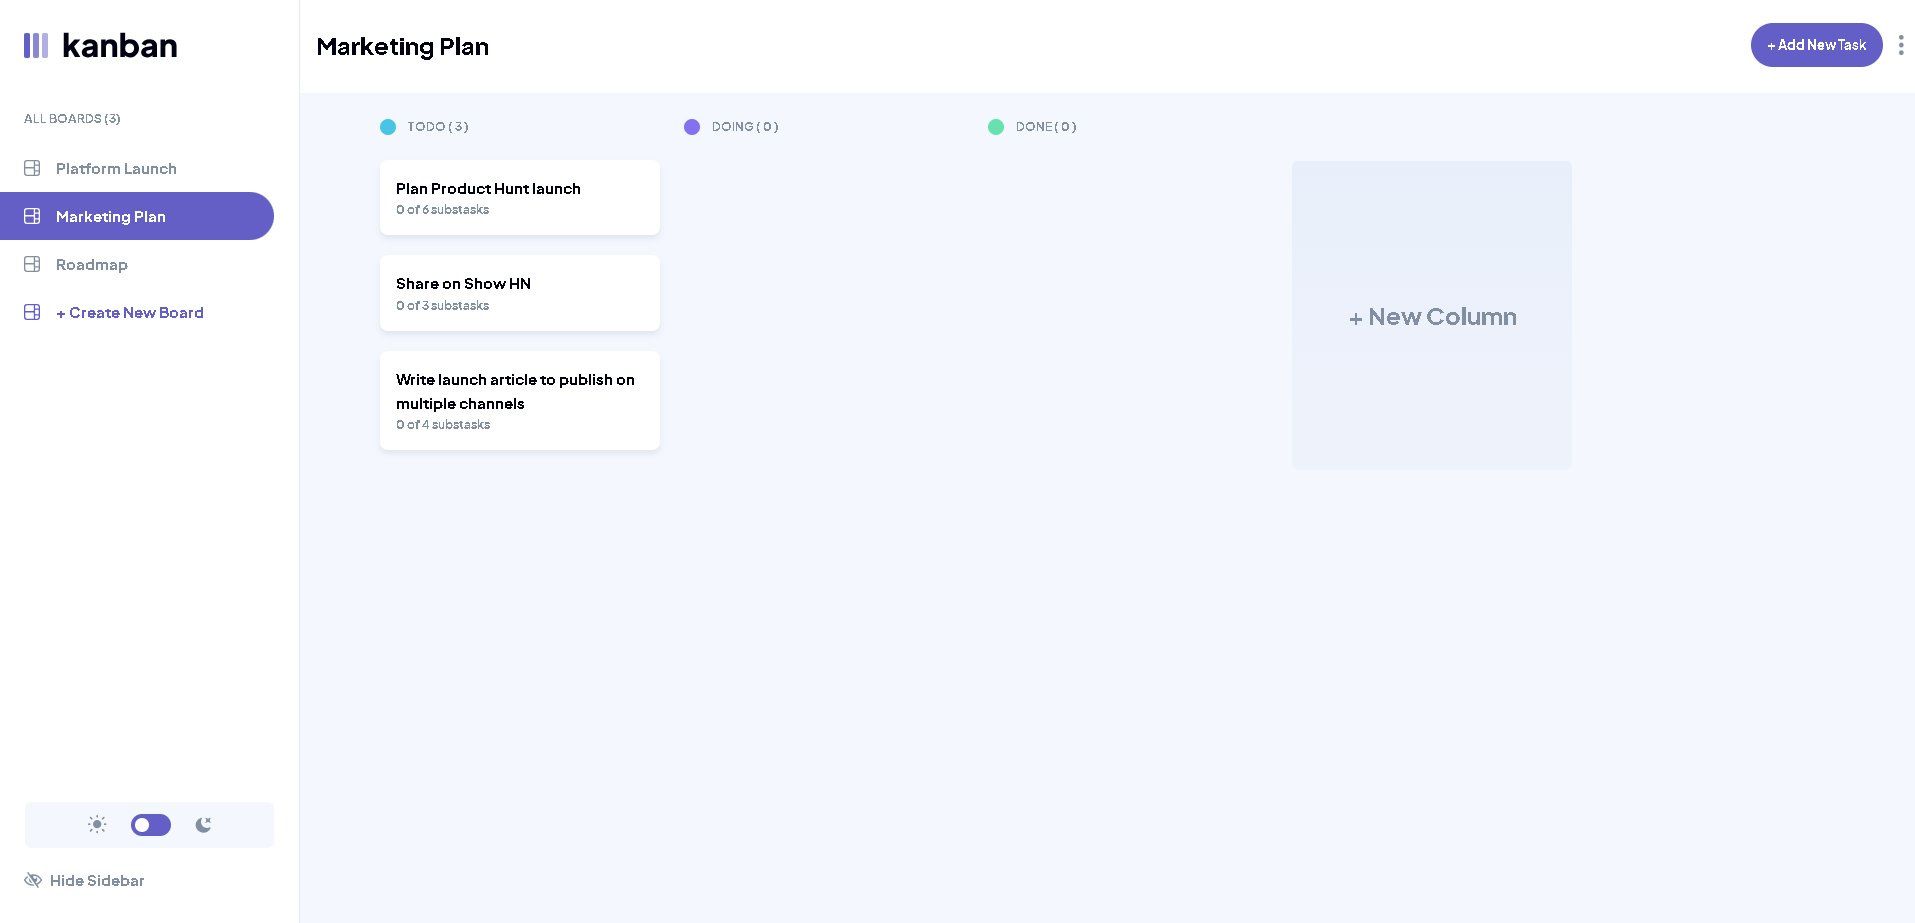 kanban
ALL BOARDS (3)
Platform Launch
Marketing Plan
Roadmap
+ Create New Board
Hide Sidebar
Marketing Plan
+ Add New Task
TODO ( 3 )
Plan Product Hunt launch
0 of 6 substasks
Share on Show HN
0 of 3 substasks
Write launch article to publish on
multiple channels
0 of 4 substasks
DOING ( 0 )
DONE ( 0 )
+ New Column